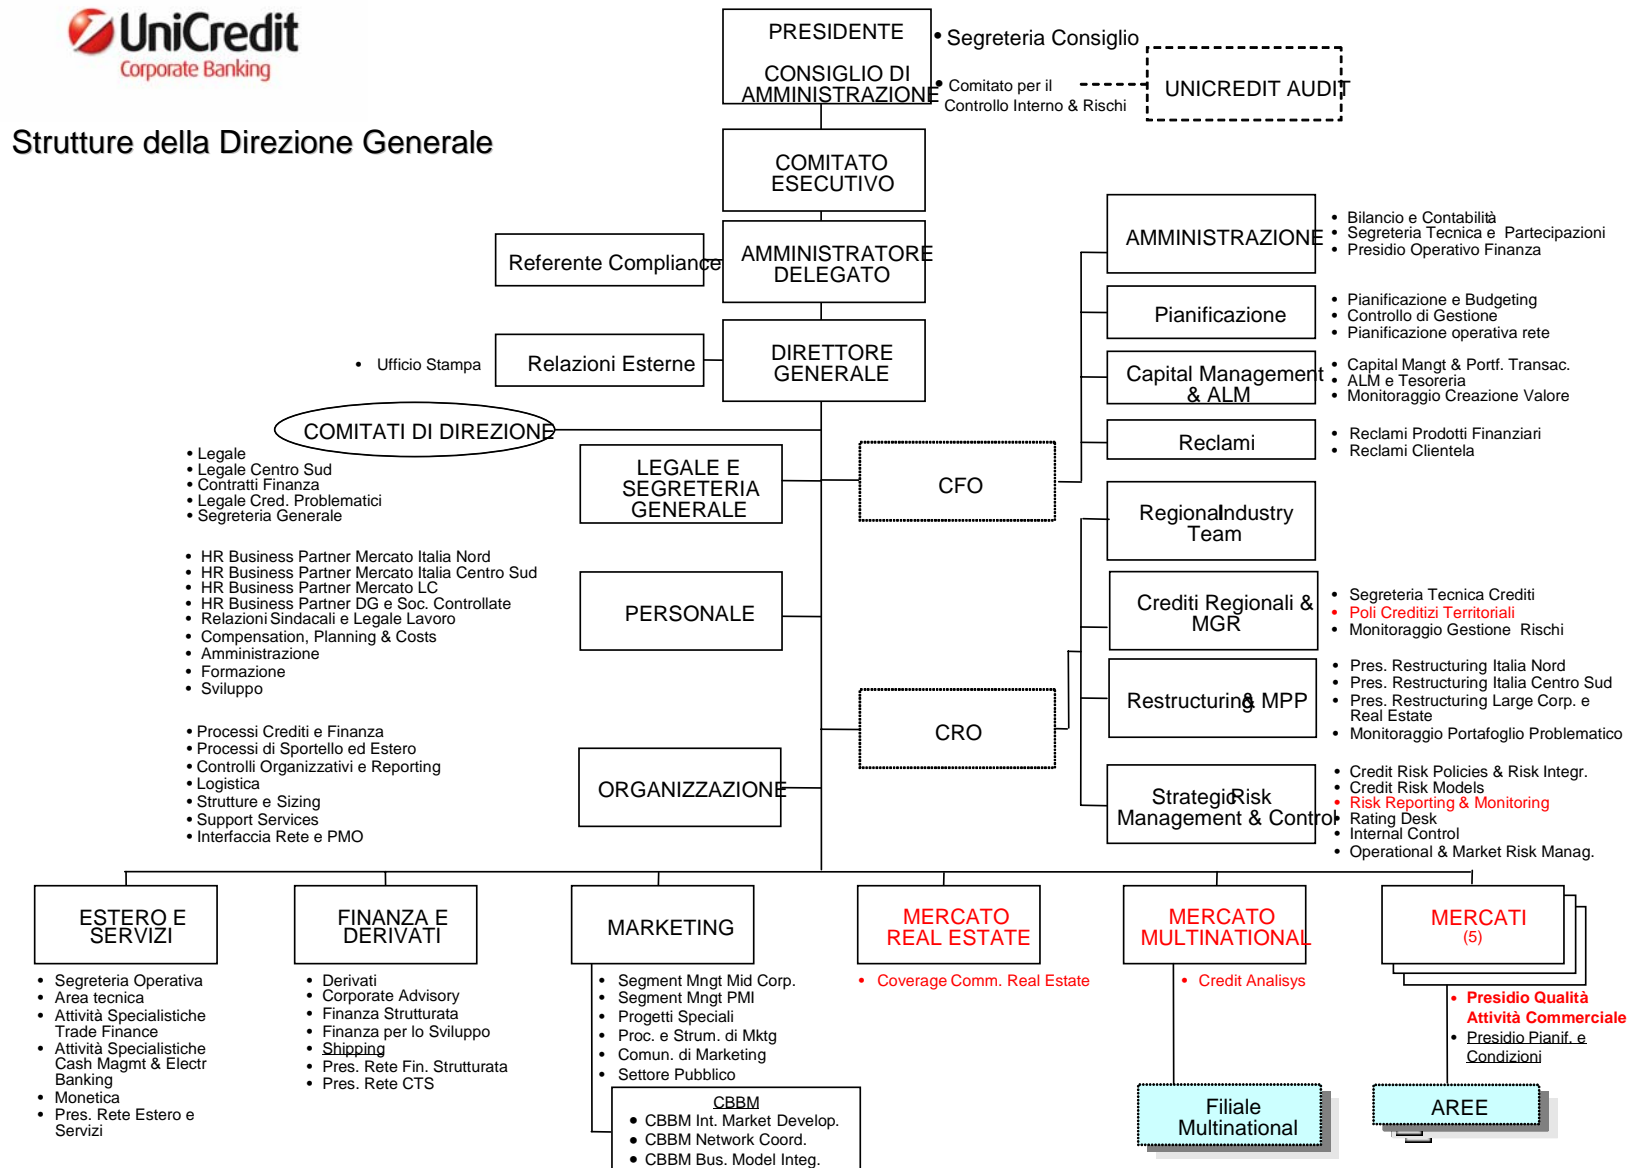 UniCredit
Corporate Banking
Strutture della Direzione Generale
PRESIDENTE
CONSIGLIO DI
AMMINISTRAZIONE
• Segreteria Consiglio
• Comitato per il
Controllo Interno & Rischi
UNICREDIT AUDIT
COMITATO
ESECUTIVO
Referente Compliance
AMMINISTRATORE
DELEGATO
• Ufficio Stampa
Relazioni Esterne
DIRETTORE
GENERALE
COMITATI DI DIREZIONE
AMMINISTRAZIONE
• Bilancio e Contabilità
• Segreteria Tecnica e Partecipazioni
• Presidio Operativo Finanza
Pianificazione
• Pianificazione e Budgeting
• Controllo di Gestione
• Pianificazione operativa rete
Capital Management
& ALM
• Capital Mangt & Portf. Transac.
• ALM e Tesoreria
• Monitoraggio Creazione Valore
Reclami
• Reclami Prodotti Finanziari
• Reclami Clientela
• Legale
• Legale Centro Sud
• Contratti Finanza
• Legale Cred. Problematici
• Segreteria Generale
LEGALE E
SEGRETERIA
GENERALE
CFO
Regional Industry
Team
• HR Business Partner Mercato Italia Nord
• HR Business Partner Mercato Italia Centro Sud
• HR Business Partner Mercato LC
• HR Business Partner DG e Soc. Controllate
• Relazioni Sindacali e Legale Lavoro
• Compensation, Planning & Costs
• Amministrazione
• Formazione
• Sviluppo
PERSONALE
Crediti Regionali &
MGR
• Segreteria Tecnica Crediti
• Poli Creditizi Territoriali
• Monitoraggio Gestione Rischi
CRO
Restructuring & MPP
• Pres. Restructuring Italia Nord
• Pres. Restructuring Italia Centro Sud
• Pres. Restructuring Large Corp. e
Real Estate
• Monitoraggio Portafoglio Problematico
• Processi Crediti e Finanza
• Processi di Sportello ed Estero
• Controlli Organizzativi e Reporting
• Logistica
• Strutture e Sizing
• Support Services
• Interfaccia Rete e PMO
ORGANIZZAZIONE
Strategic Risk
Management & Control
• Credit Risk Policies & Risk Integr.
• Credit Risk Models
• Risk Reporting & Monitoring
• Rating Desk
• Internal Control
• Operational & Market Risk Manag.
ESTERO E
SERVIZI
• Segreteria Operativa
• Area tecnica
• Attività Specialistiche
Trade Finance
• Attività Specialistiche
Cash Magmt & Electr
Banking
• Monetica
• Pres. Rete Estero e
Servizi
FINANZA E
DERIVATI
• Derivati
• Corporate Advisory
• Finanza Strutturata
• Finanza per lo Sviluppo
• Shipping
• Pres. Rete Fin. Strutturata
• Pres. Rete CTS
MARKETING
• Segment Mngt Mid Corp.
• Segment Mngt PMI
• Progetti Speciali
• Proc. e Strum. di Mktg
• Comun. di Marketing
• Settore Pubblico
CBBM
• CBBM Int. Market Develop.
• CBBM Network Coord.
• CBBM Bus. Model Integ.
MERCATO
REAL ESTATE
• Coverage Comm. Real Estate
MERCATO
MULTINATIONAL
• Credit Analisys
Filiale
Multinational
MERCATI
(5)
• Presidio Qualità
Attività Commerciale
• Presidio Pianif. e
Condizioni
AREE